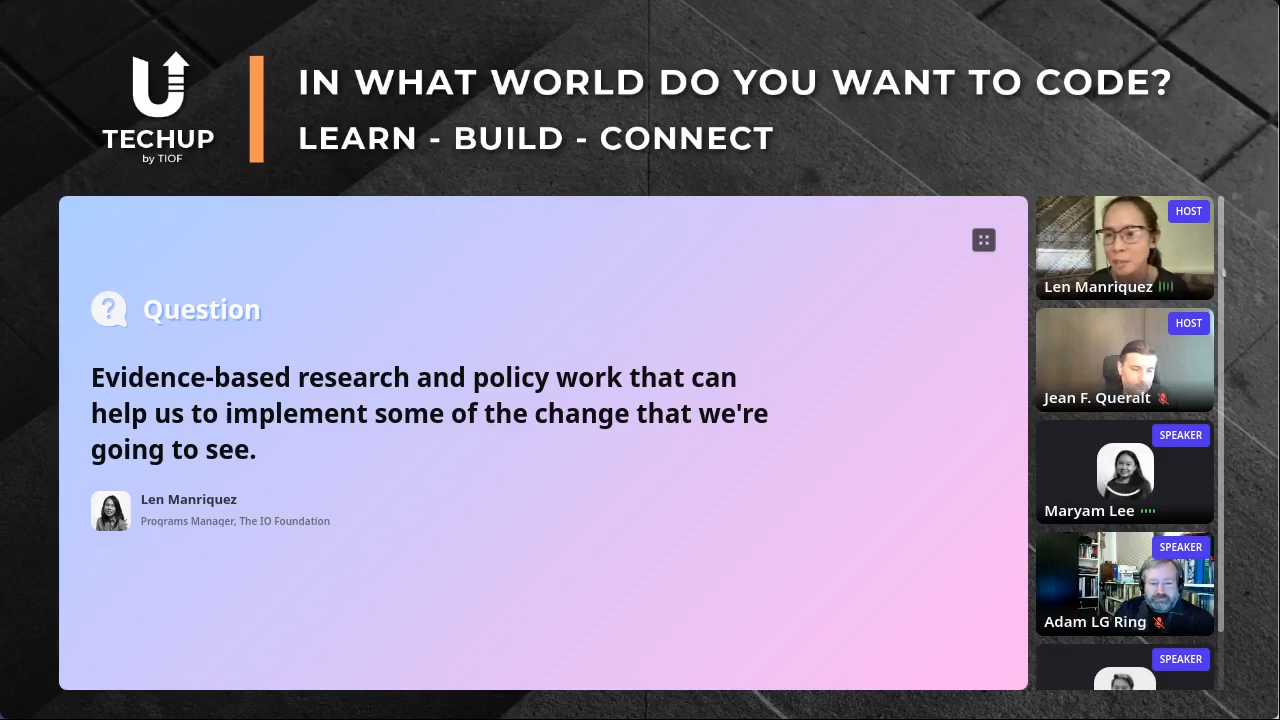 IN WHAT WORLD DO YOU WANT TO CODE?
LEARN - BUILD - CONNECT
TECHUP
by TIOF
Question
Evidence-based research and policy work that can
help us to implement some of the change that we're
going to see.
Len Manriquez
Programs Manager, The IO Foundation
HOST
Len Manriquez
HOST
Jean F. Queralt
SPEAKER
Maryam Lee
SPEAKER
Adam LG Ring
SPEAKER